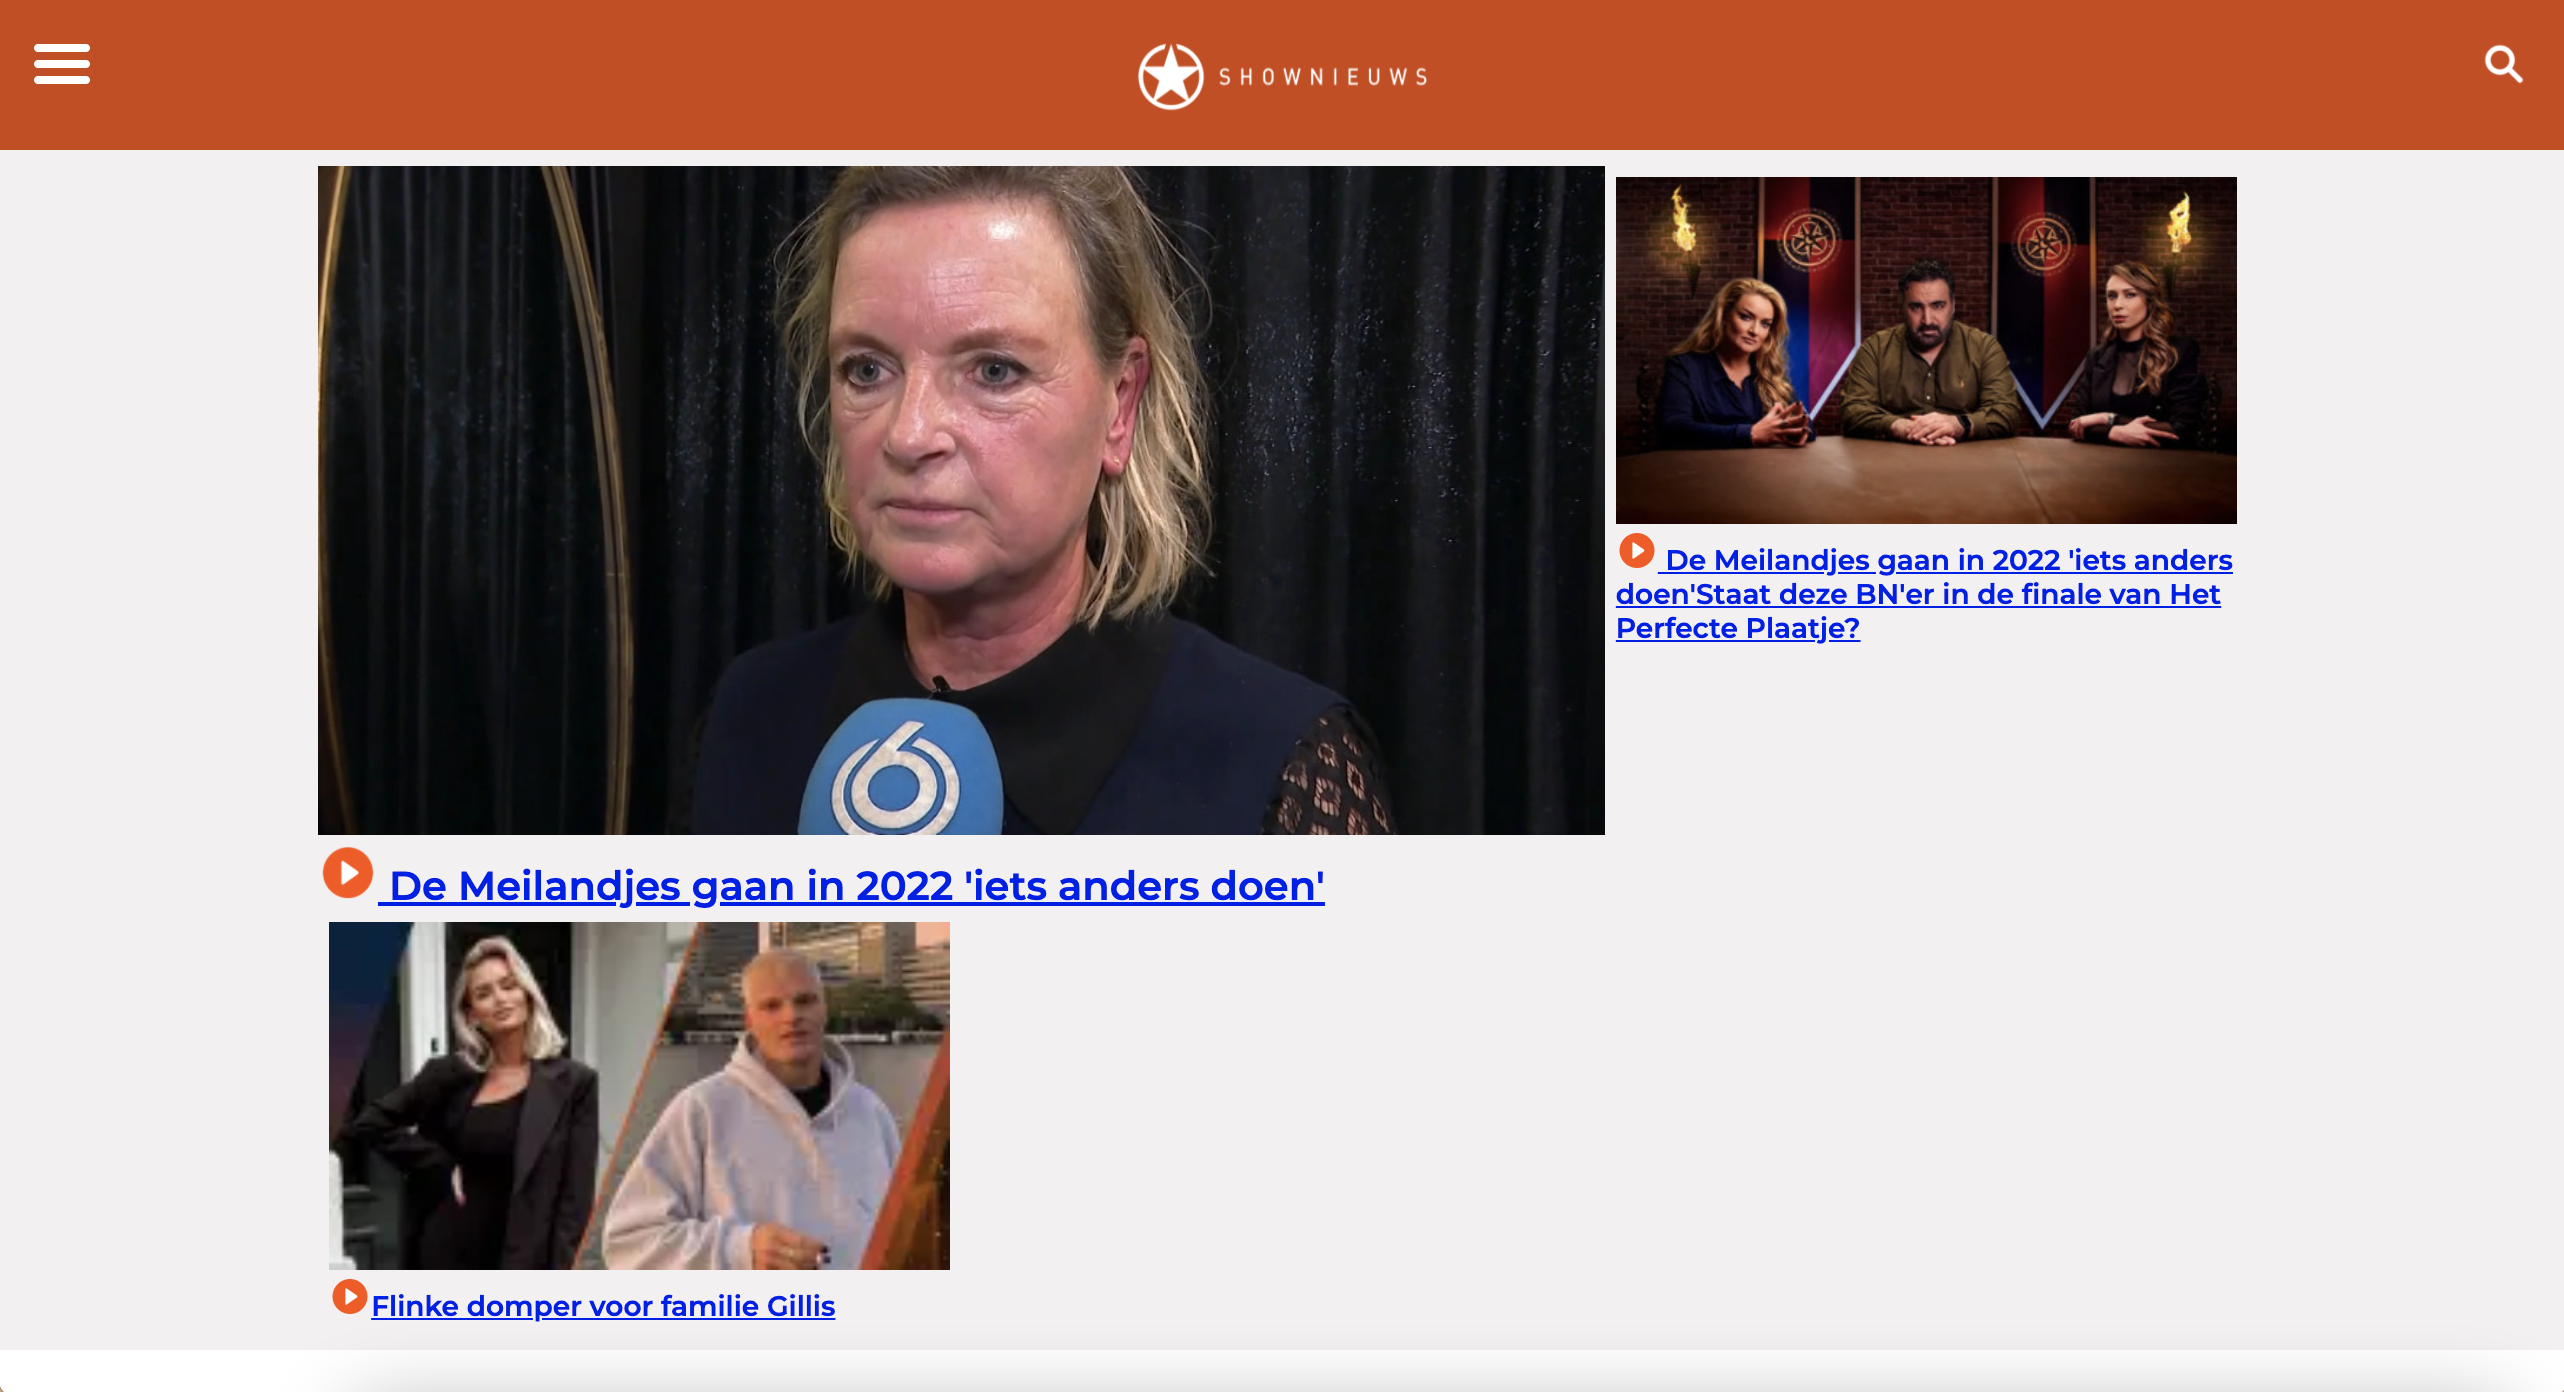 SHOWNIEUWS
6
De Meilandjes gaan in 2022 'iets anders
doen'Staat deze BN'er in de finale van Het
Perfecte Plaatje?
De Meilandjes gaan in 2022 'iets anders doen'
Flinke domper voor familie Gillis